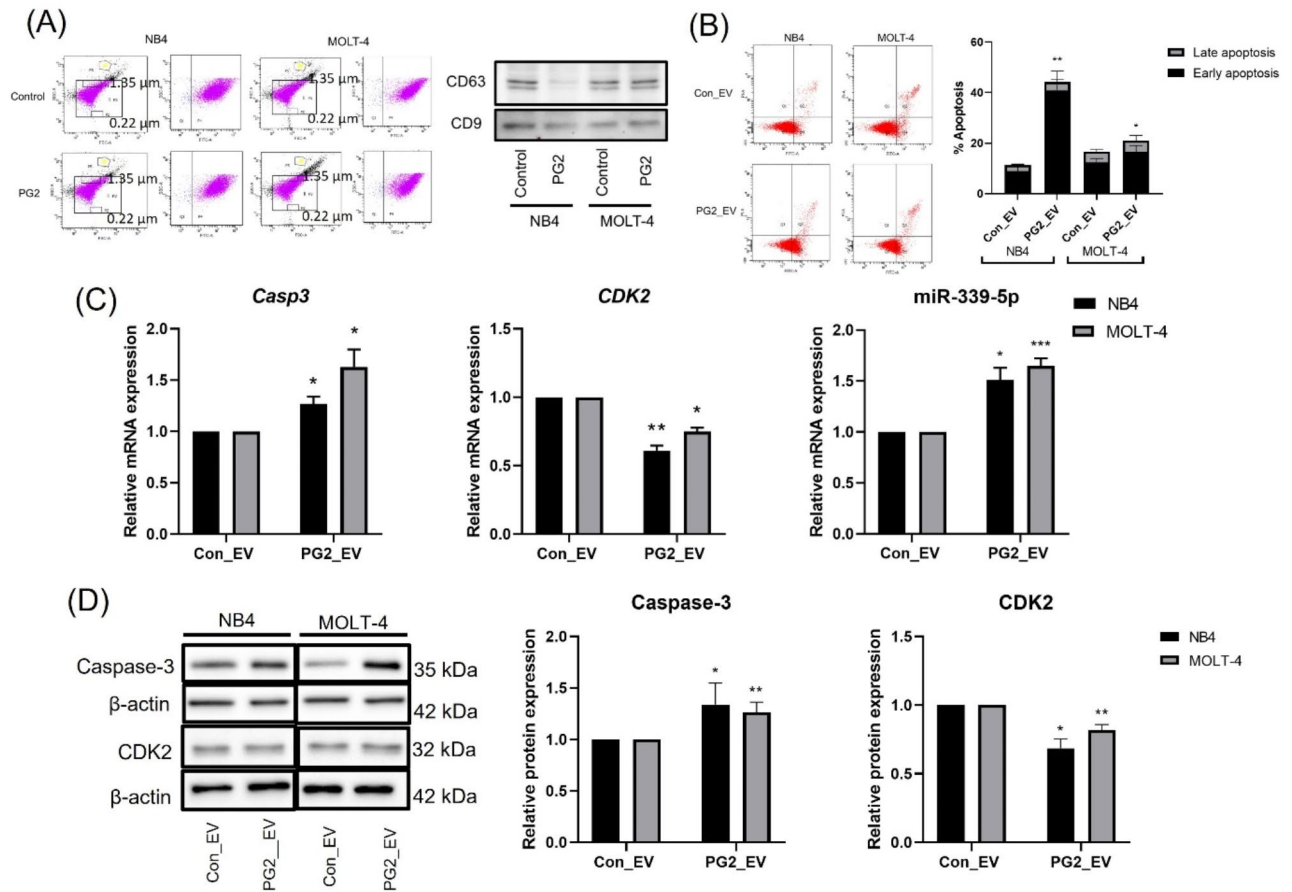 (A)
NB4
MOLT-4
Control
1.35 µm
0.22 µm
1.35 µm
0.22 µm
PG2
1.35 µm
0.22 µm
1.35 µm
0.22 µm
CD63
CD9
Control
PG2
Control
PG2
NB4
MOLT-4
(B)
NB4
MOLT-4
Con_EV
PG2_EV
% Apoptosis
60
40
20
0
**
*
Con_EV
PG2_EV
Con_EV
PG2_EV
NB4
MOLT-4
Late apoptosis
Early apoptosis
(C)
Casp3
Relative mRNA expression
2.0
1.5
1.0
0.5
0.0
*
*
Con_EV
PG2_EV
CDK2
Relative mRNA expression
1.5
1.0
0.5
0.0
**
*
Con_EV
PG2_EV
miR-339-5p
Relative mRNA expression
2.0
1.5
1.0
0.5
0.0
*
***
Con_EV
PG2_EV
NB4
MOLT-4
(D)
NB4
MOLT-4
Caspase-3
35 kDa
β-actin
42 kDa
CDK2
32 kDa
β-actin
42 kDa
Con_EV
PG2__EV
Con_EV
PG2_EV
Caspase-3
Relative protein expression
2.0
1.5
1.0
0.5
0.0
*
**
Con_EV
PG2_EV
CDK2
Relative protein expression
1.5
1.0
0.5
0.0
*
**
Con_EV
PG2_EV
NB4
MOLT-4